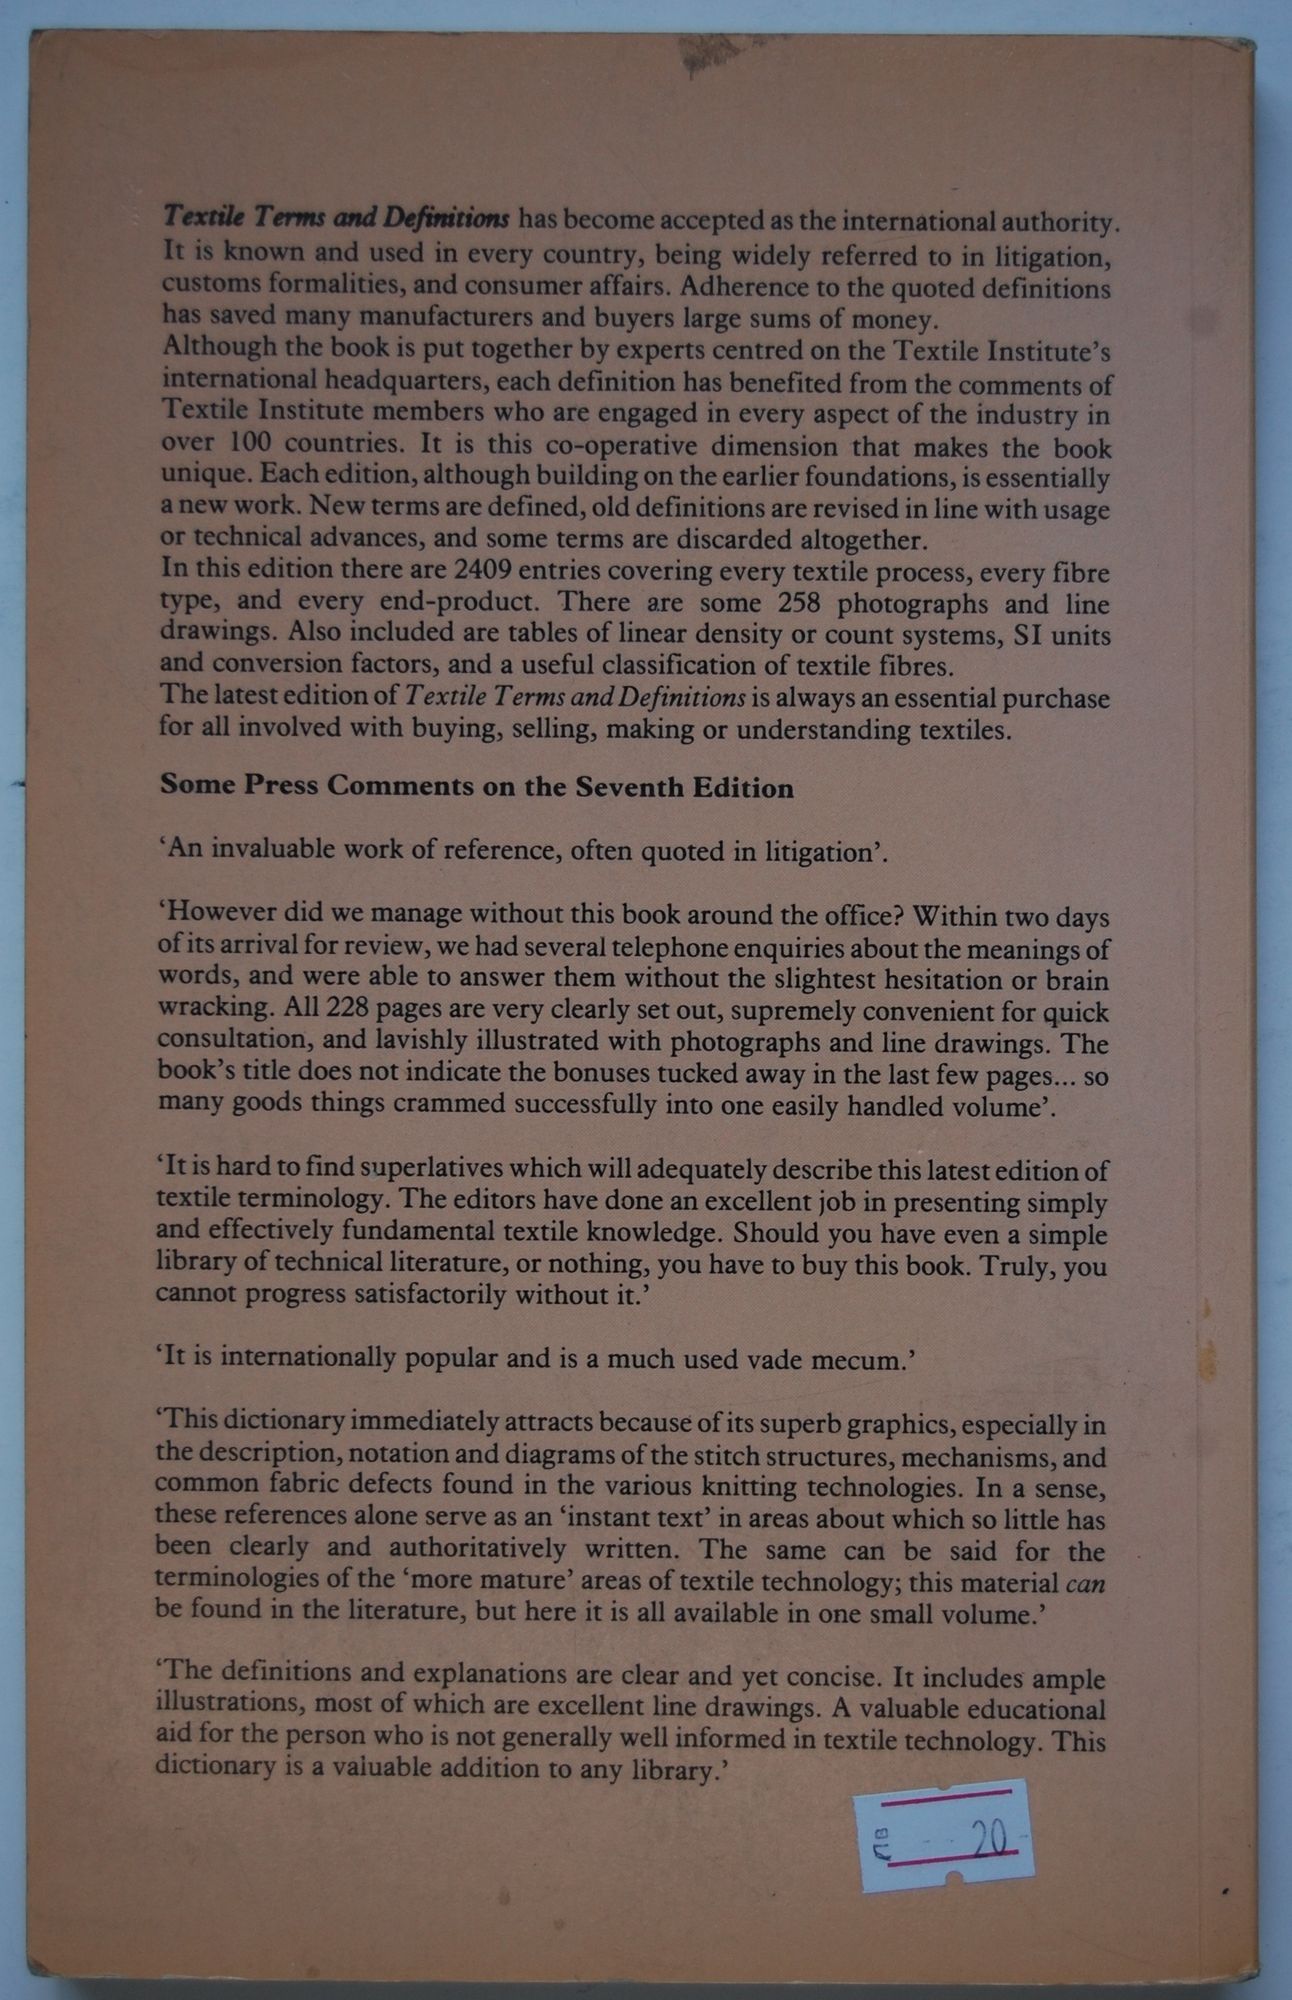 Textile Terms and Definitions has become accepted as the international authority.
It is known and used in every country, being widely referred to in litigation,
customs formalities, and consumer affairs. Adherence to the quoted definitions
has saved many manufacturers and buyers large sums of money.
Although the book is put together by experts centred on the Textile Institute's
international headquarters, each definition has benefited from the comments of
Textile Institute members who are engaged in every aspect of the industry in
over 100 countries. It is this co-operative dimension that makes the book
unique. Each edition, although building on the earlier foundations, is essentially
a new work. New terms are defined, old definitions are revised in line with usage
or technical advances, and some terms are discarded altogether.
In this edition there are 2409 entries covering every textile process, every fibre
type, and every end-product. There are some 258 photographs and line
drawings. Also included are tables of linear density or count systems, SI units
and conversion factors, and a useful classification of textile fibres.
The latest edition of Textile Terms and Definitions is always an essential purchase
for all involved with buying, selling, making or understanding textiles.
Some Press Comments on the Seventh Edition
‘An invaluable work of reference, often quoted in litigation’.
‘However did we manage without this book around the office? Within two days
of its arrival for review, we had several telephone enquiries about the meanings of
words, and were able to answer them without the slightest hesitation or brain
wracking. All 228 pages are very clearly set out, supremely convenient for quick
consultation, and lavishly illustrated with photographs and line drawings. The
book’s title does not indicate the bonuses tucked away in the last few pages... so
many goods things crammed successfully into one easily handled volume’.
‘It is hard to find superlatives which will adequately describe this latest edition of
textile terminology. The editors have done an excellent job in presenting simply
and effectively fundamental textile knowledge. Should you have even a simple
library of technical literature, or nothing, you have to buy this book. Truly, you
cannot progress satisfactorily without it.’
‘It is internationally popular and is a much used vade mecum.’
‘This dictionary immediately attracts because of its superb graphics, especially in
the description, notation and diagrams of the stitch structures, mechanisms, and
common fabric defects found in the various knitting technologies. In a sense,
these references alone serve as an ‘instant text’ in areas about which so little has
been clearly and authoritatively written. The same can be said for the
terminologies of the ‘more mature’ areas of textile technology; this material can
be found in the literature, but here it is all available in one small volume.’
‘The definitions and explanations are clear and yet concise. It includes ample
illustrations, most of which are excellent line drawings. A valuable educational
aid for the person who is not generally well informed in textile technology. This
dictionary is a valuable addition to any library.’
20